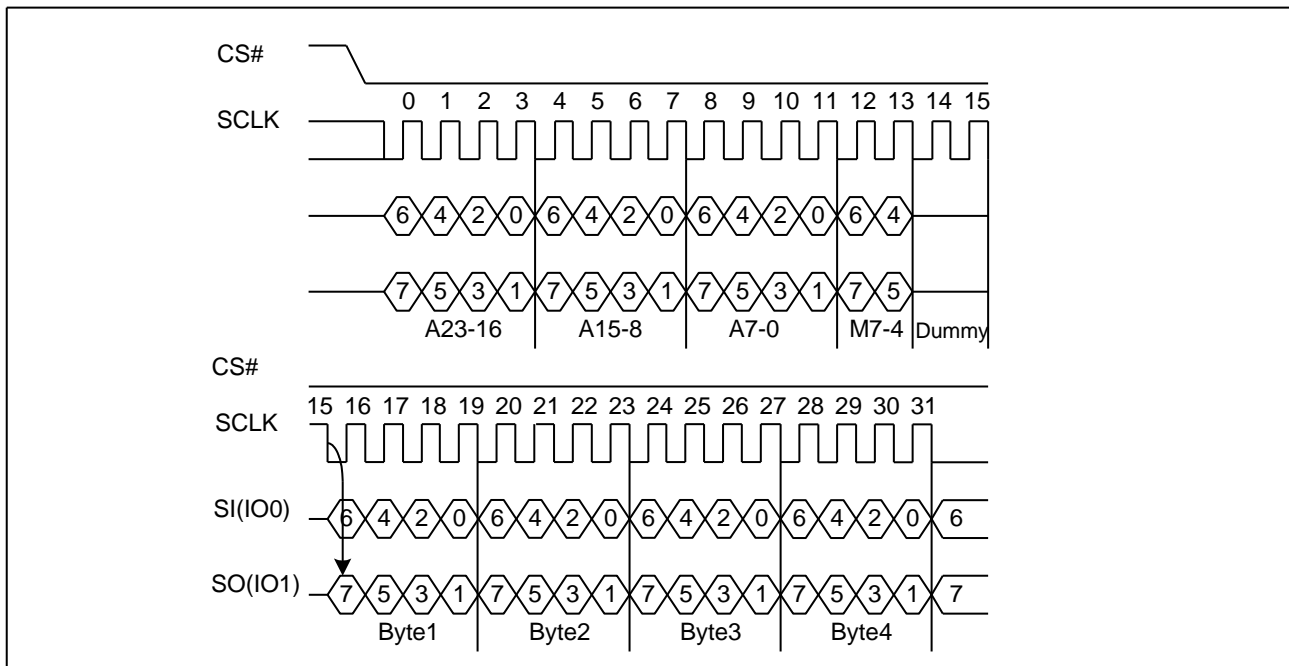 CS#
0 1 2 3 4 5 6 7 8 9 10 11 12 13 14 15
SCLK
6 4 2 0 6 4 2 0 6 4 2 0 6 4
7 5 3 1 7 5 3 1 7 5 3 1 7 5
A23-16 A15-8 A7-0 M7-4 Dummy
CS#
15 16 17 18 19 20 21 22 23 24 25 26 27 28 29 30 31
SCLK
SI(IO0) 6 4 2 0 6 4 2 0 6 4 2 0 6 4 2 0 6
SO(IO1) 7 5 3 1 7 5 3 1 7 5 3 1 7 5 3 1 7
Byte1 Byte2 Byte3 Byte4